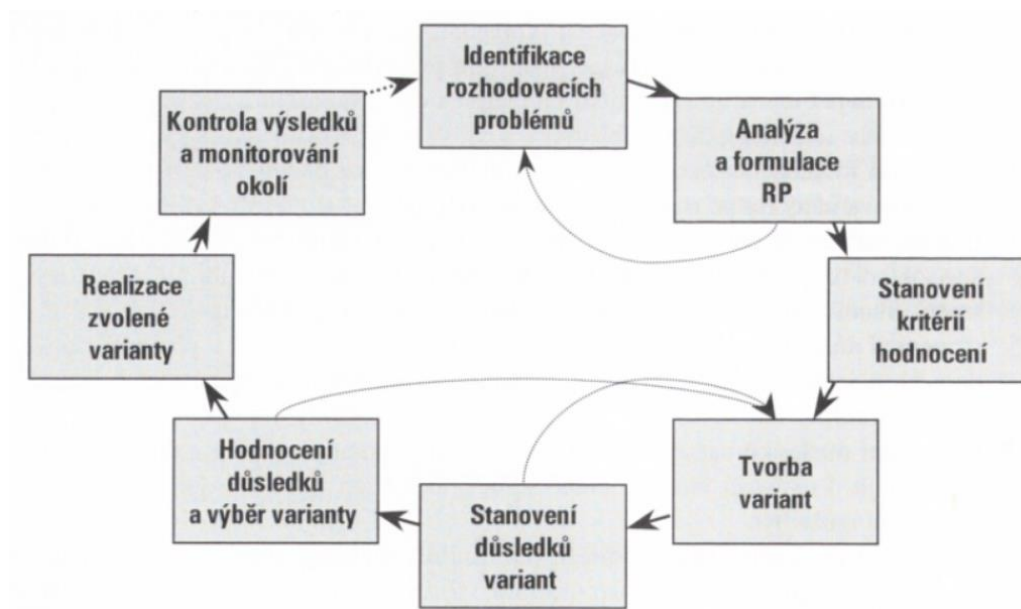 Identifikace
rozhodovacích
problémů
Analýza
a formulace
RP
Stanovení
kritérií
hodnocení
Tvorba
variant
Stanovení
důsledků
variant
Hodnocení
důsledků
a výběr varianty
Realizace
zvolené
varianty
Kontrola výsledků
a monitorování
okolí